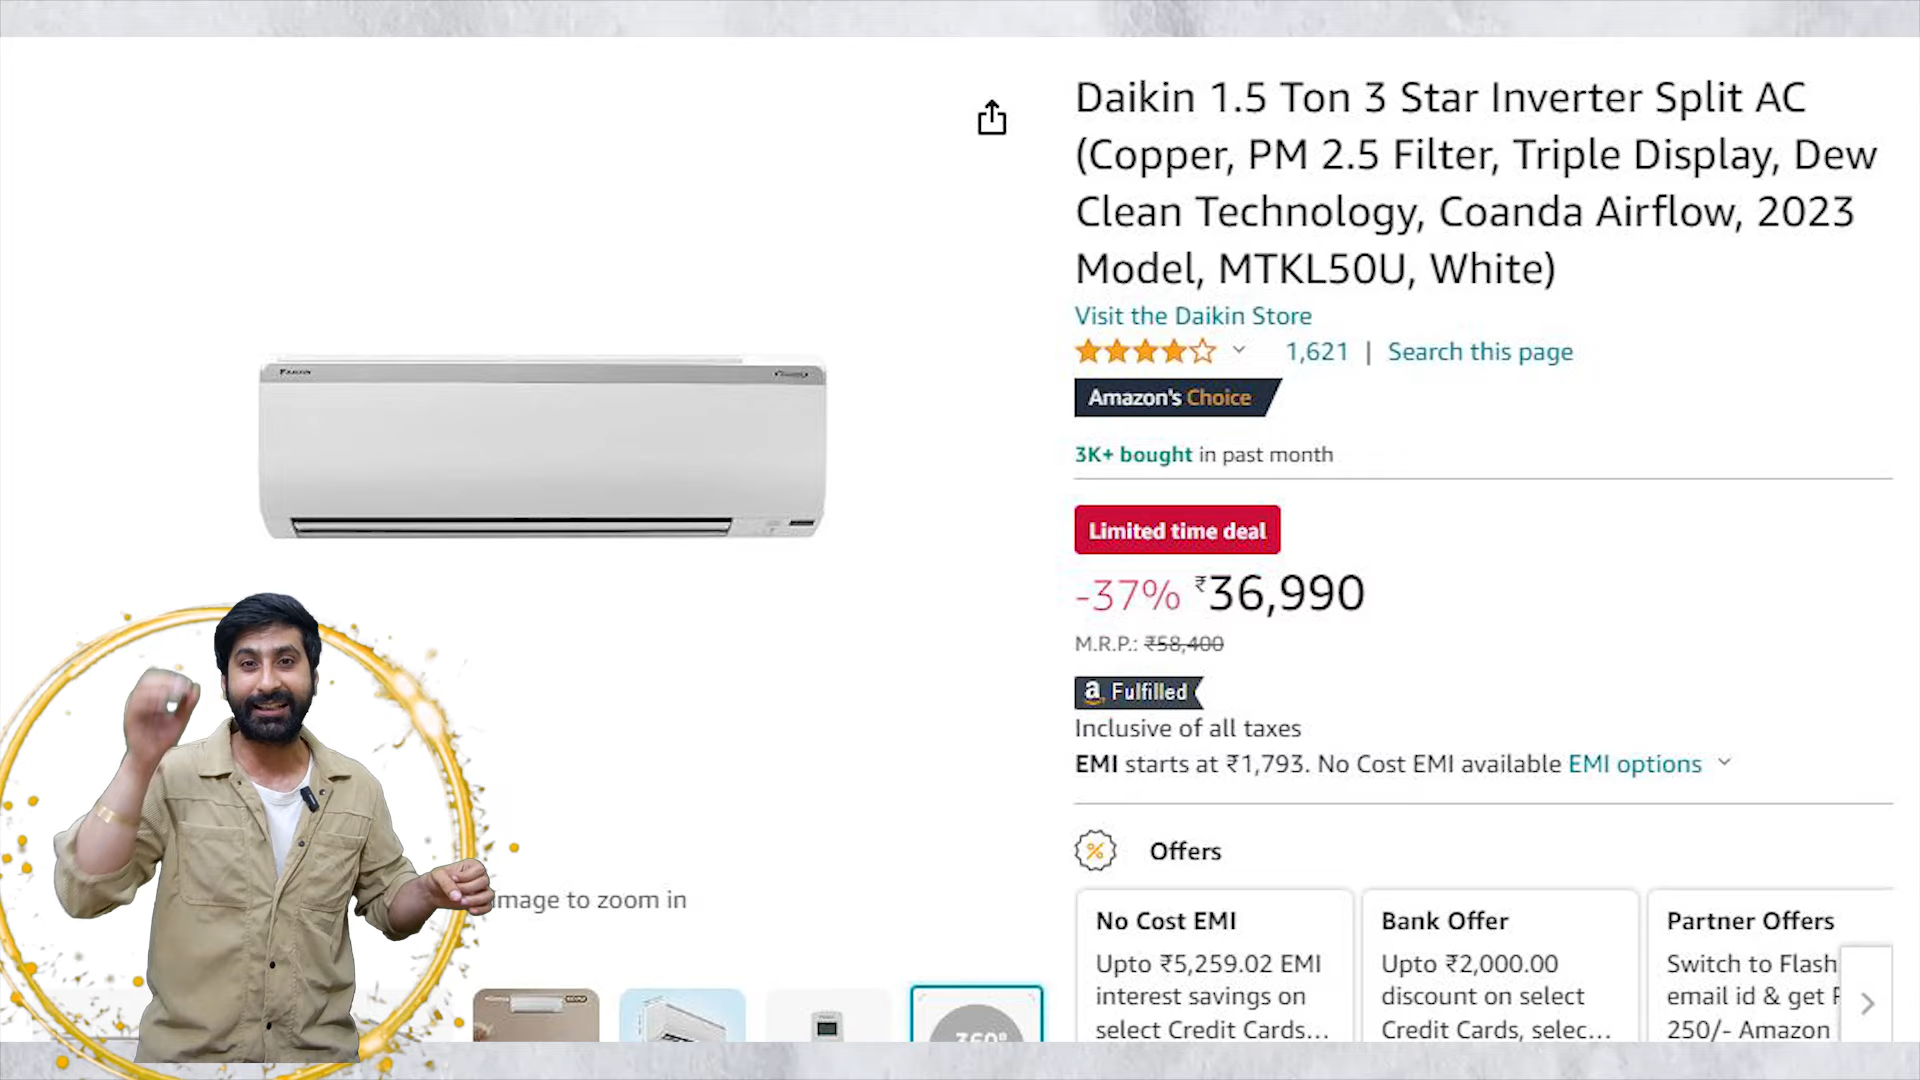 Daikin 1.5 Ton 3 Star Inverter Split AC
(Copper, PM 2.5 Filter, Triple Display, Dew
Clean Technology, Coanda Airflow, 2023
Model, MTKL50U, White)
Visit the Daikin Store
1,621 | Search this page
Amazon's Choice
3K+ bought in past month
DAIKIN
Limited time deal
-37% ₹36,990
M.R.P.: ₹58,400
a Fulfilled
Inclusive of all taxes
EMI starts at ₹1,793. No Cost EMI available EMI options
Offers
image to zoom in
No Cost EMI
Upto ₹5,259.02 EMI
interest savings on
select Credit Cards...
Bank Offer
Upto ₹2,000.00
discount on select
Credit Cards, selec...
Partner Offers
Switch to Flash
email id & get
250/- Amazon
360°